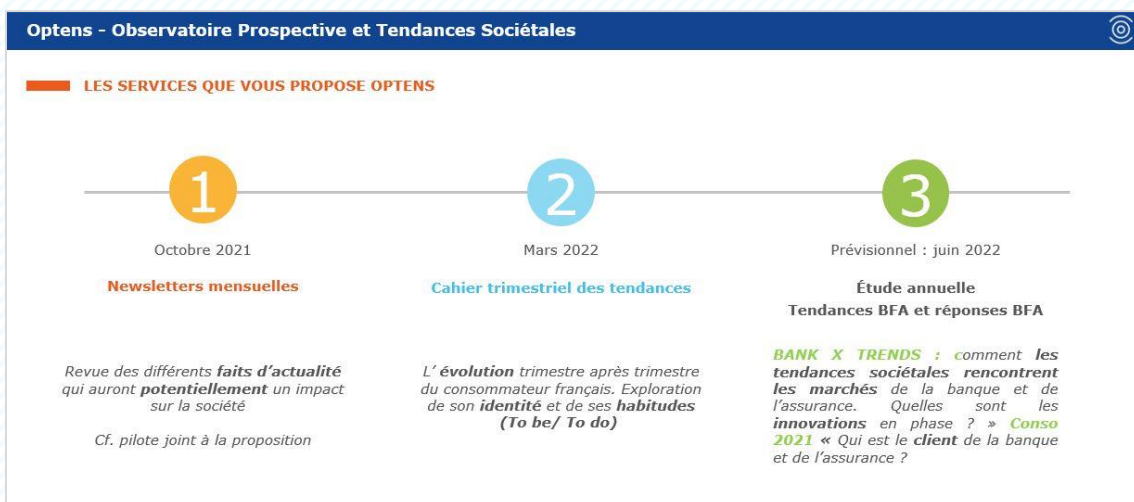 Optens - Observatoire Prospective et Tendances Sociétales
LES SERVICES QUE VOUS PROPOSE OPTENS
1
Octobre 2021
Newsletters mensuelles
Revue des différents faits d'actualité
qui auront potentiellement un impact
sur la société
Cf. pilote joint à la proposition
2
Mars 2022
Cahier trimestriel des tendances
L' évolution trimestre après trimestre
du consommateur français. Exploration
de son identité et de ses habitudes
(To be/ To do)
3
Prévisionnel : juin 2022
Étude annuelle
Tendances BFA et réponses BFA
BANK X TRENDS : comment les
tendances sociétales rencontrent
les marchés de la banque et de
l'assurance. Quelles sont les
innovations en phase ? » Conso
2021 « Qui est le client de la banque
et de l'assurance ?